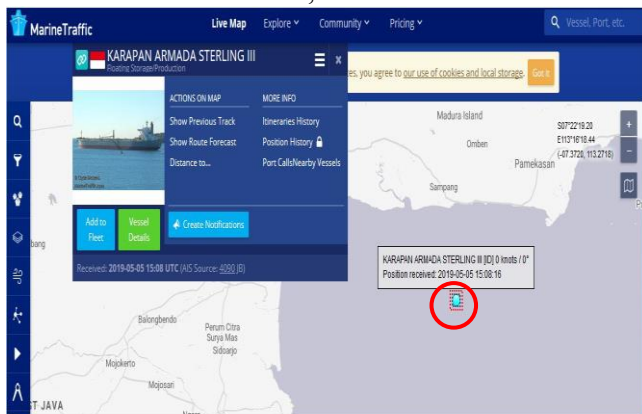 MarineTraffic
Live Map
Explore
Community
Pricing
Vessel, Port, etc.
KARAPAN ARMADA STERLING III
Floating Storage/Production
ACTIONS ON MAP
Show Previous Track
Show Route Forecast
Distance to...
MORE INFO
Itineraries History
Position History
Port CallsNearby Vessels
Add to
Fleet
Vessel
Details
Create Notifications
Received: 2019-05-05 15:08 UTC (AIS Source: 4090 JB)
es, you agree to our use of cookies and local storage.
Got it
Madura Island
Omben
Pamekasan
Sampang
S07°22'19.20
E113°16'18.44
(-07.3720, 113.2718)
+
-
KARAPAN ARMADA STERLING III [ID] 0 knots / 0°
Position received: 2019-05-05 15:08:16
bang
Balongbendo
Perum Citra
Surya Mas
Sidoarjo
Mojokerto
Mojosari
ST JAVA